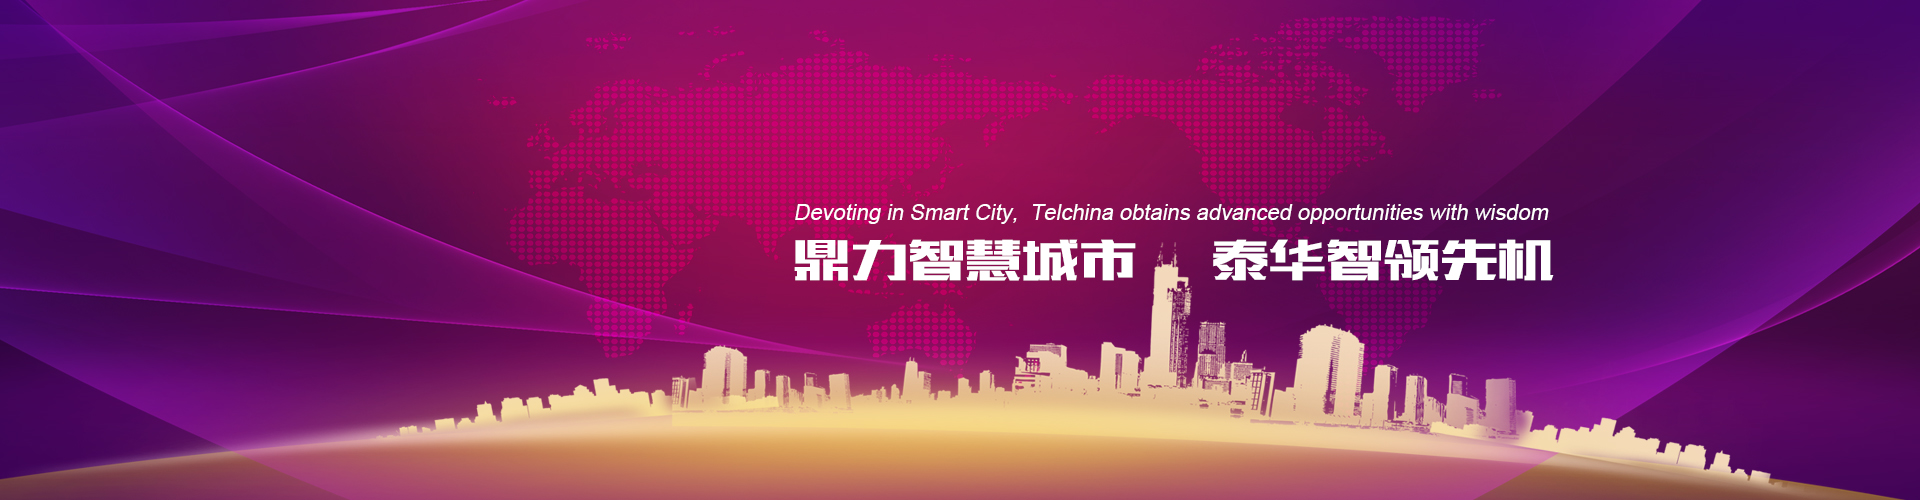 Devoting in Smart City, Telchina obtains advanced opportunities with wisdom
鼎力智慧城市 泰华智领先机